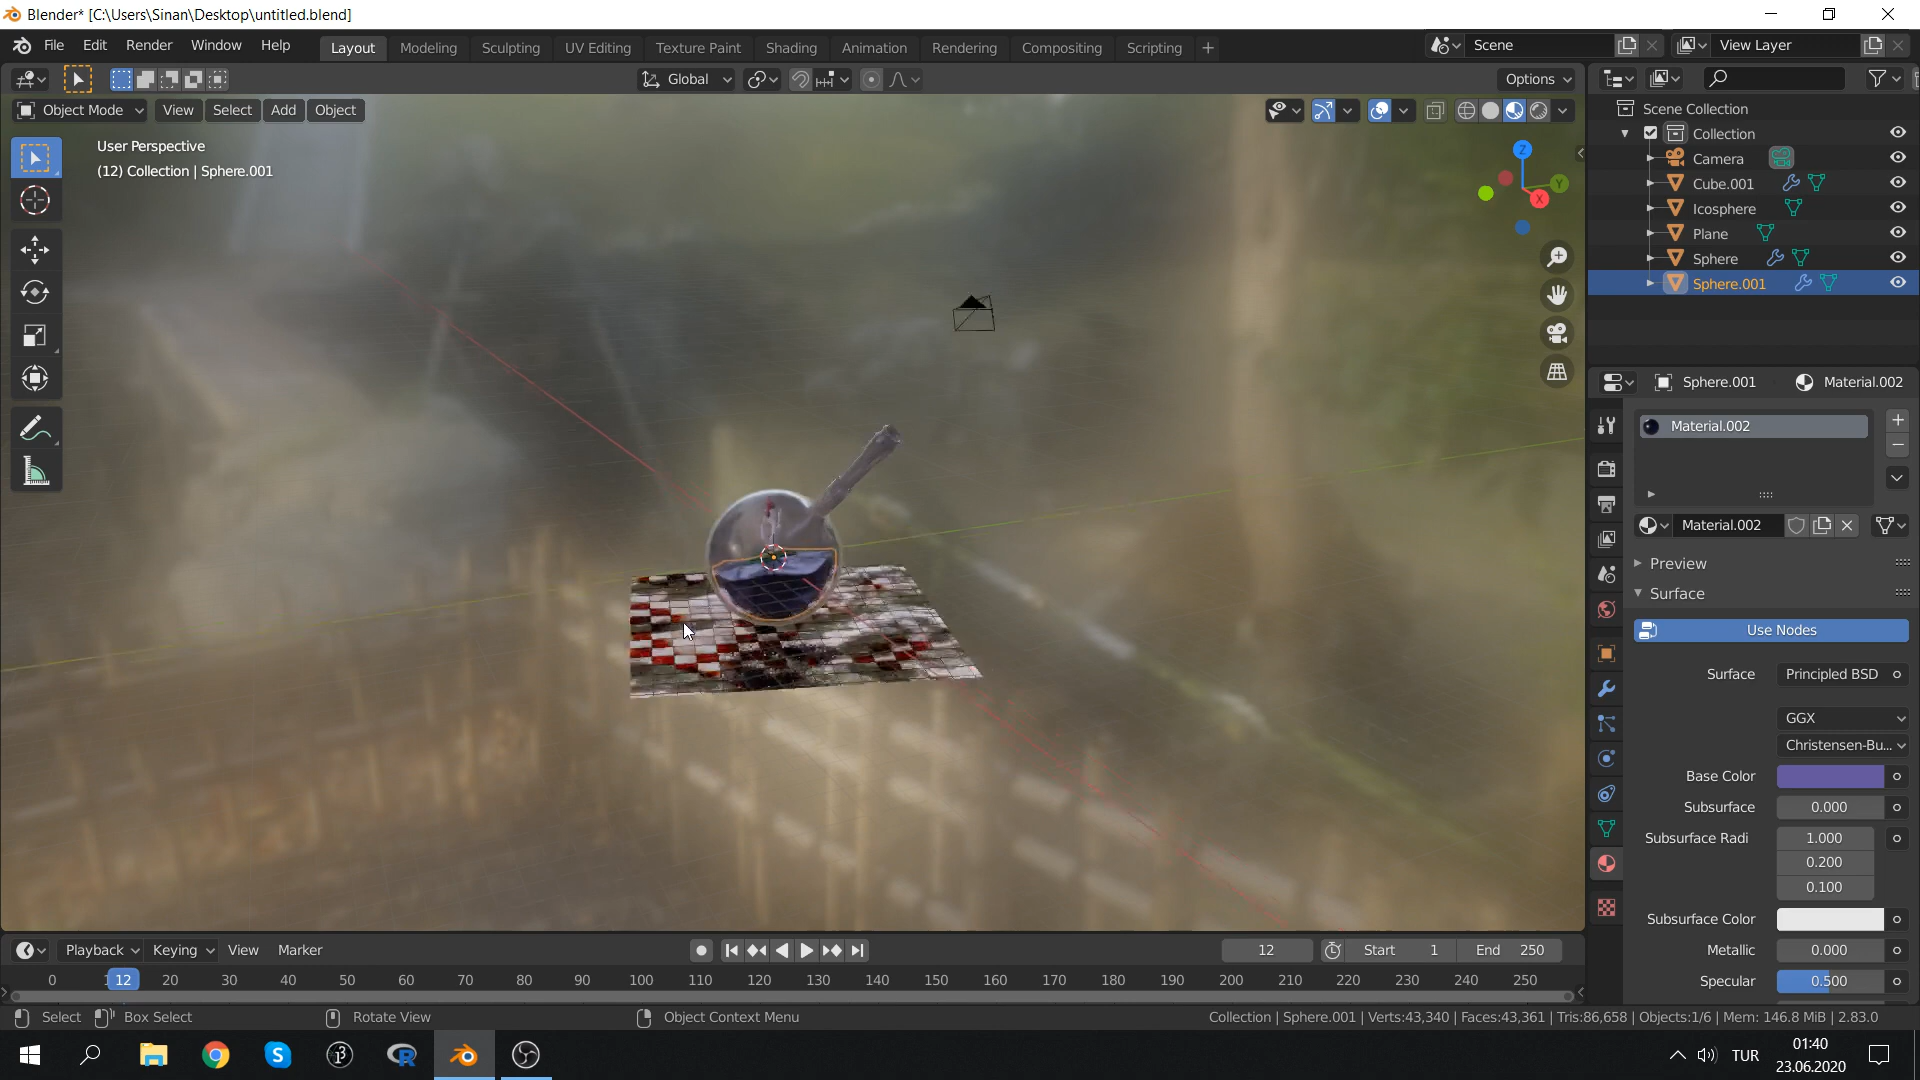 Blender* [C:\Users\Sinan\Desktop\untitled.blend]
File Edit Render Window Help Layout Modeling Sculpting UV Editing Texture Paint Shading Animation Rendering Compositing Scripting + Scene View Layer
Global Options
Object Mode View Select Add Object
User Perspective
(12) Collection | Sphere.001
Z
Y
X
Scene Collection
Collection
Camera
Cube.001
Icosphere
Plane
Sphere
Sphere.001
Sphere.001 Material.002
Material.002
Material.002
Preview
Surface
Use Nodes
Surface Principled BSD
GGX
Christensen-Bu...
Base Color
Subsurface 0.000
Subsurface Radi 1.000
0.200
0.100
Subsurface Color
Metallic 0.000
Specular 0.500
Playback Keying View Marker 12 Start 1 End 250
0 12 20 30 40 50 60 70 80 90 100 110 120 130 140 150 160 170 180 190 200 210 220 230 240 250
Select Box Select Rotate View Object Context Menu Collection | Sphere.001 | Verts:43,340 | Faces:43,361 | Tris:86,658 | Objects:1/6 | Mem: 146.8 MiB | 2.83.0
TUR
01:40
23.06.2020